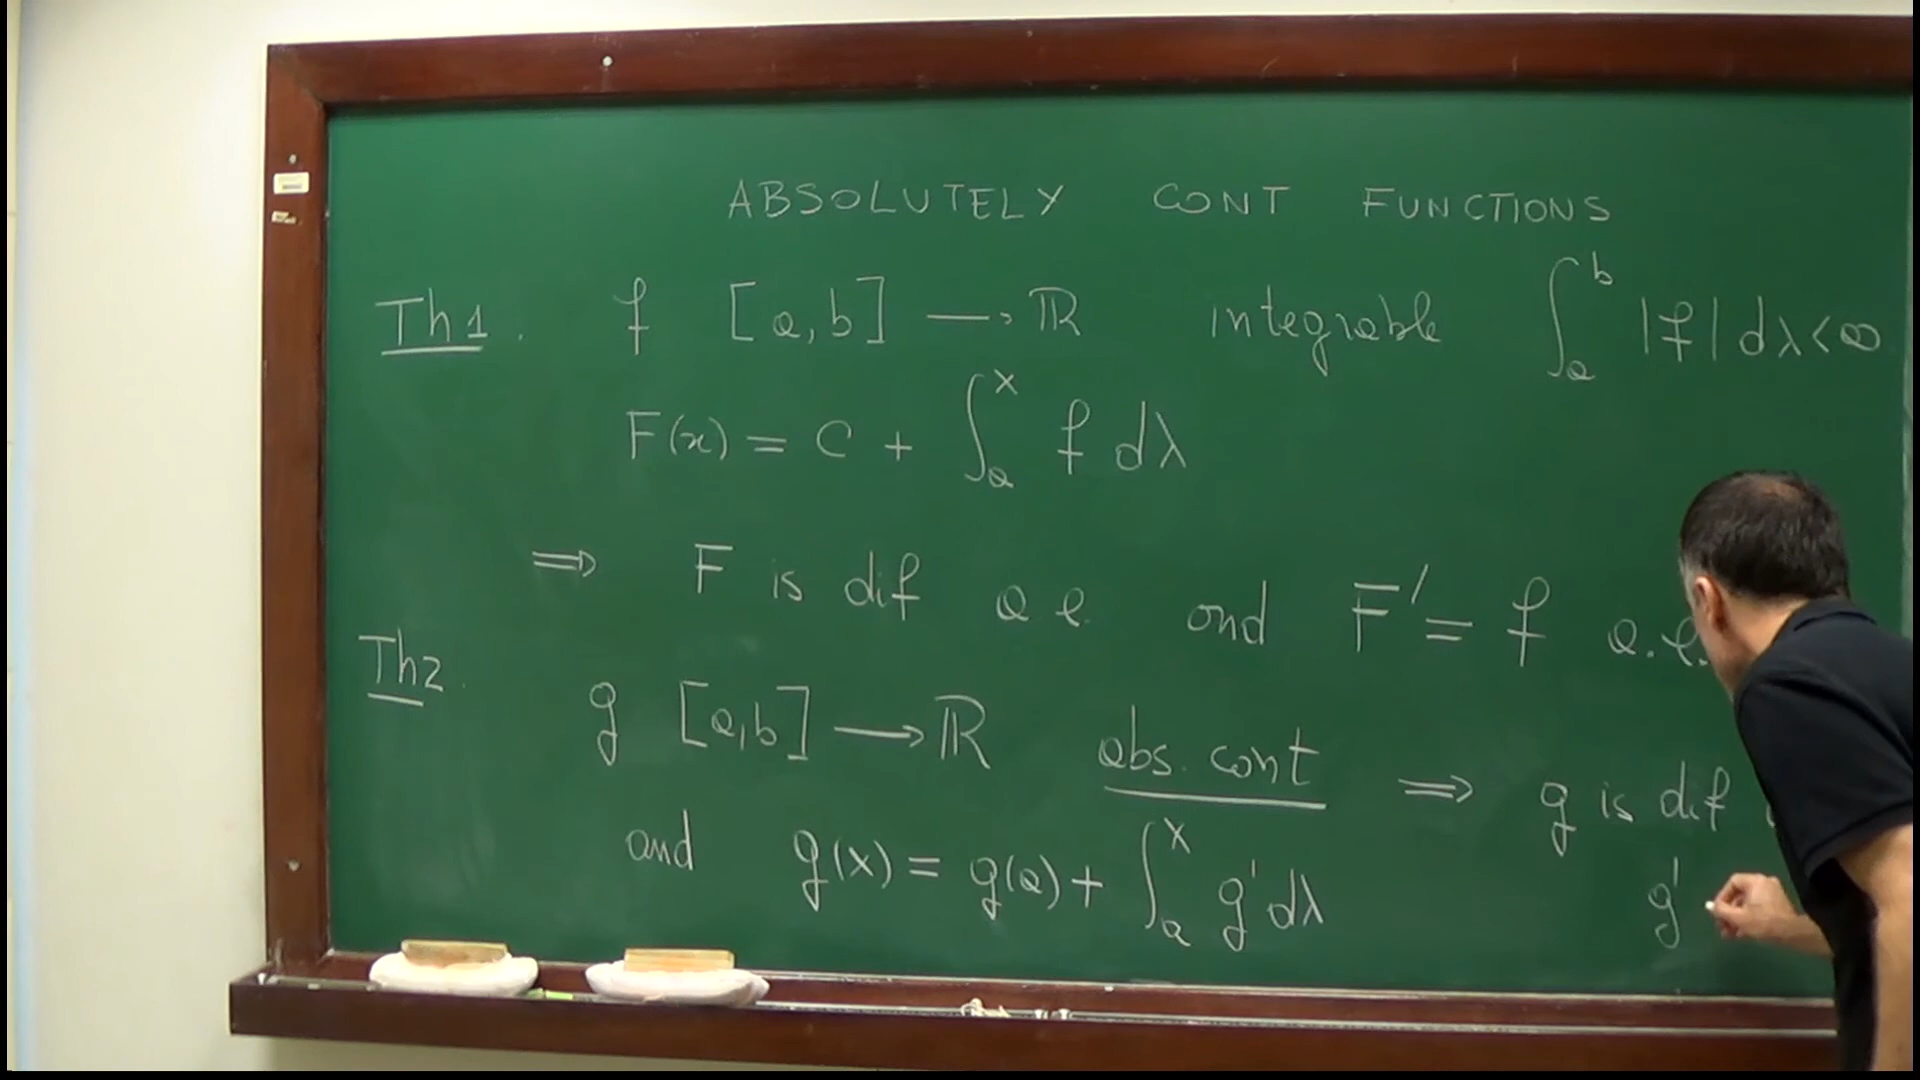 ABSOLUTELY CONT FUNCTIONS
Th1. f [a,b] → ℝ integrable ∫_a^b |f| dλ < ∞
F(x) = C + ∫_a^x f dλ
⇒ F is dif a e. and F' = f a.e.
Th2. g [a,b] → ℝ abs. cont ⇒ g is dif
and g(x) = g(a) + ∫_a^x g' dλ g'